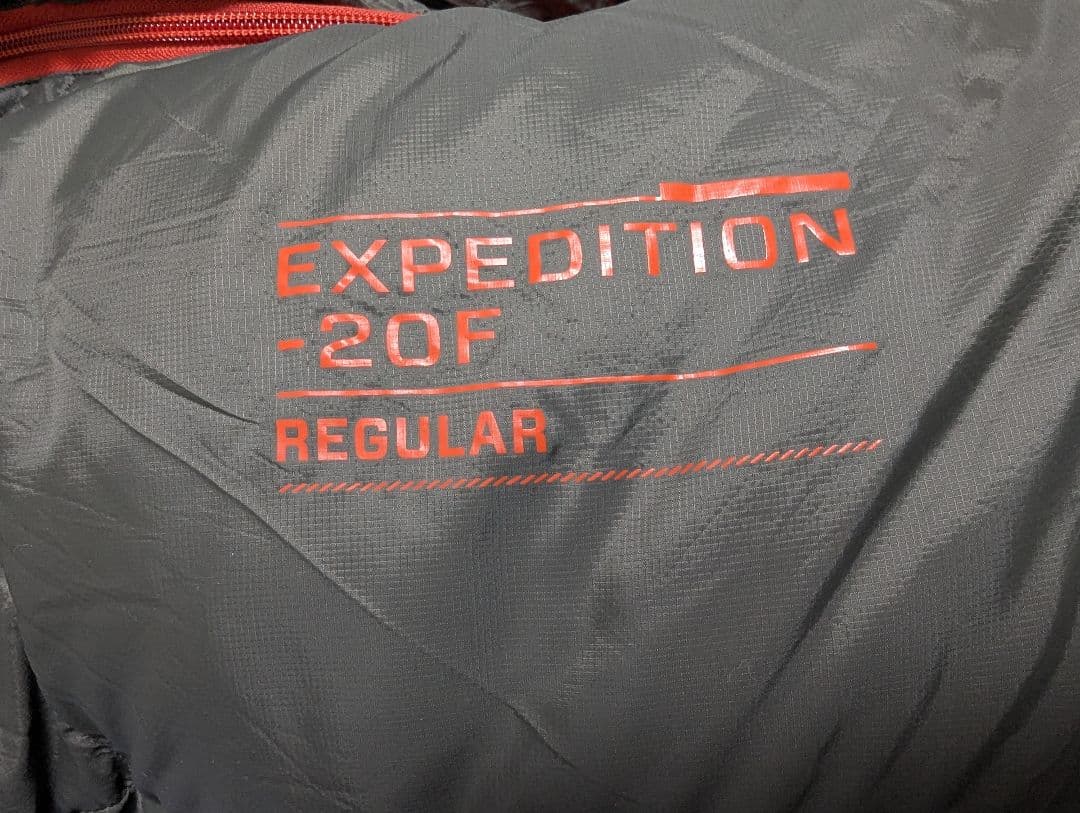 EXPEDITION
-20F
REGULAR